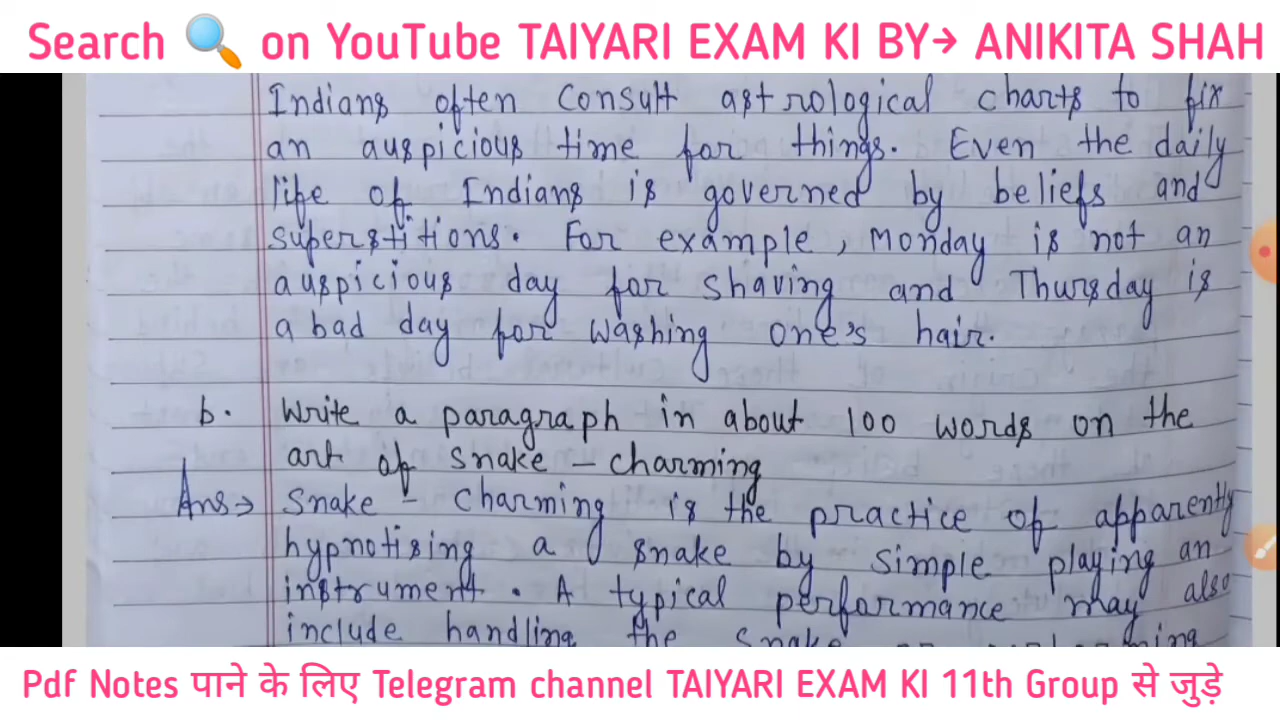 Search 🔍 on YouTube TAIYARI EXAM KI BY→ ANIKITA SHAH
Indians often consult astrological charts to fix
an auspicious time for things. Even the daily
life of Indians is governed by beliefs and
superstitions. For example, Monday is not an
auspicious day for shaving and Thursday is
a bad day for washing one's hair.
b. Write a paragraph in about 100 words on the
art of snake - charming
Ans→ Snake - charming is the practice of apparently
hypnotising a snake by simple playing an
instrument. A typical performance may also
include handling the snake or performing
Pdf Notes पाने के लिए Telegram channel TAIYARI EXAM KI 11th Group से जुड़े